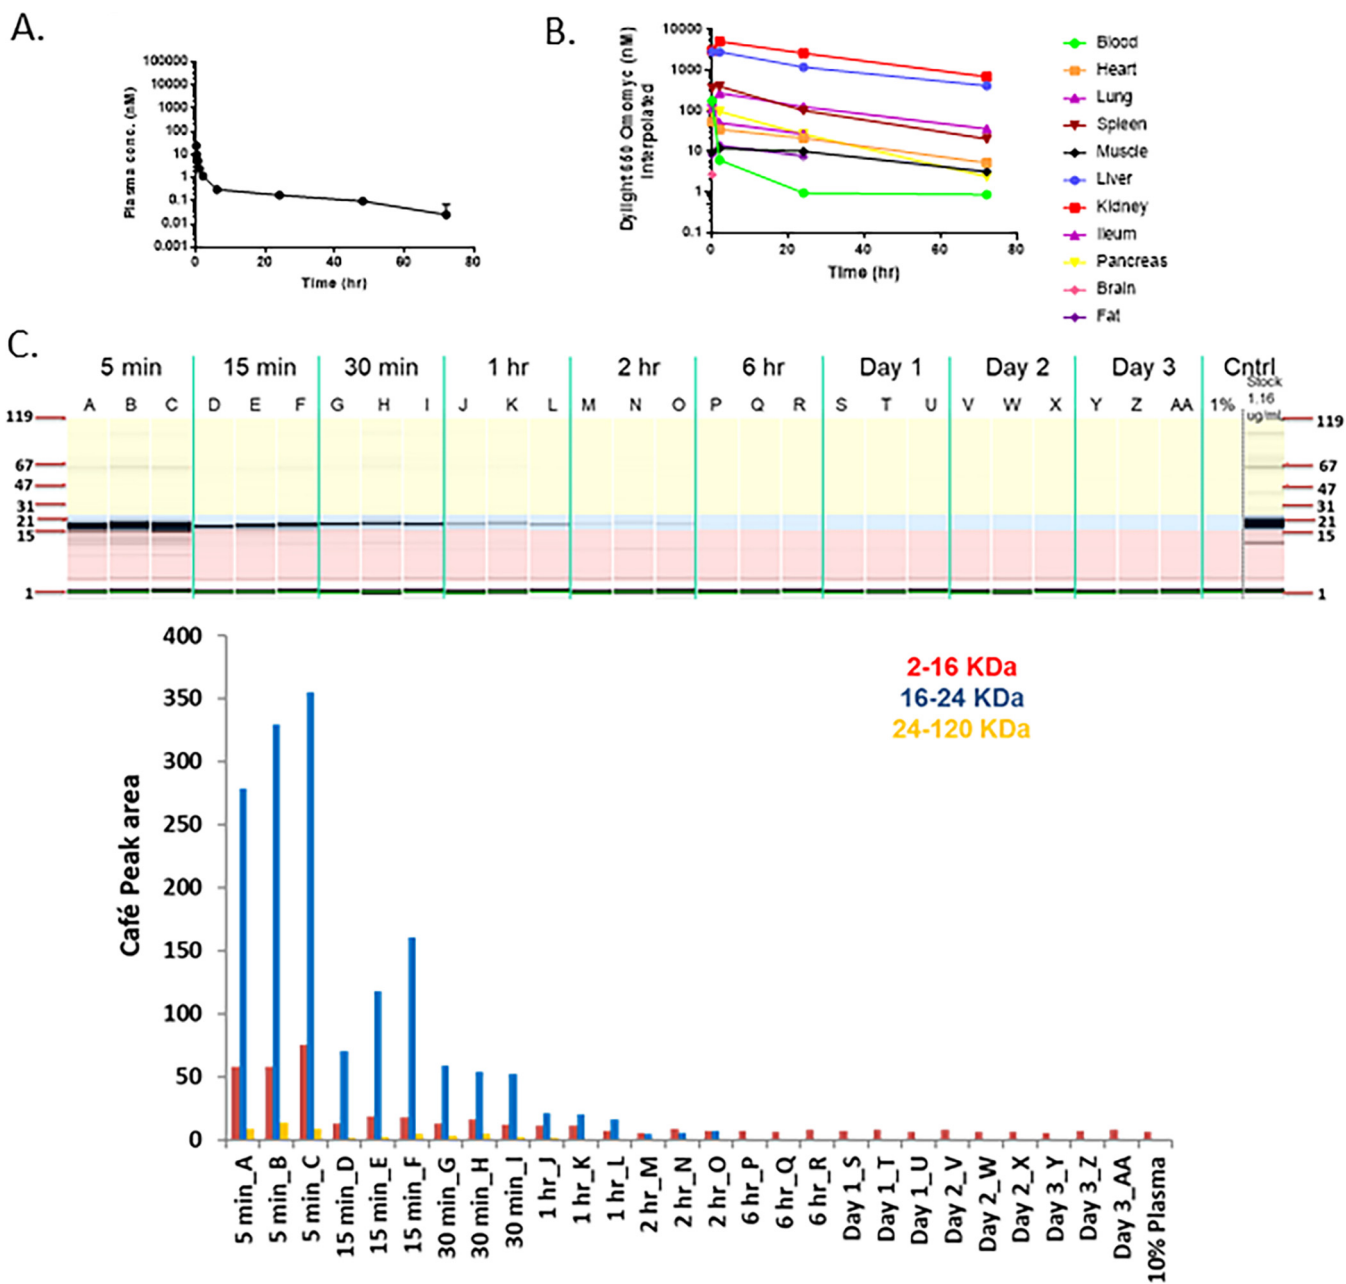 A.
Plasma conc. (nM)
100000
10000
1000
100
10
1
0.1
0.01
0.001
0 20 40 60 80
Time (hr)
B.
Dylight 660 Omomyc (nM)
Interpolated
10000
1000
100
10
1
0.1
0 20 40 60 80
Time (hr)
Blood
Heart
Lung
Spleen
Muscle
Liver
Kidney
Ileum
Pancreas
Brain
Fat
C.
5 min 15 min 30 min 1 hr 2 hr 6 hr Day 1 Day 2 Day 3 Cntrl
A B C D E F G H I J K L M N O P Q R S T U V W X Y Z AA 1% Stock
1.16
ug/ml
119 119
67 67
47 47
31 31
21 21
15 15
1 1
Café Peak area
400
350
300
250
200
150
100
50
0
2-16 KDa
16-24 KDa
24-120 KDa
5 min_A
5 min_B
5 min_C
15 min_D
15 min_E
15 min_F
30 min_G
30 min_H
30 min_I
1 hr_J
1 hr_K
1 hr_L
2 hr_M
2 hr_N
2 hr_O
6 hr_P
6 hr_Q
6 hr_R
Day 1_S
Day 1_T
Day 1_U
Day 2_V
Day 2_W
Day 2_X
Day 3_Y
Day 3_Z
Day 3_AA
10% Plasma